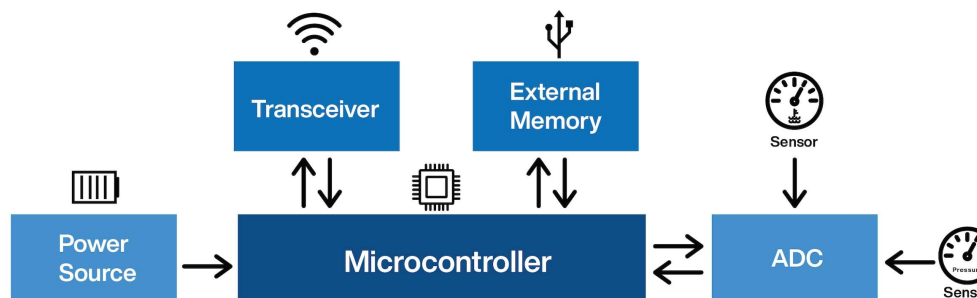 Transceiver
External
Memory
Sensor
Power
Source
Microcontroller
ADC